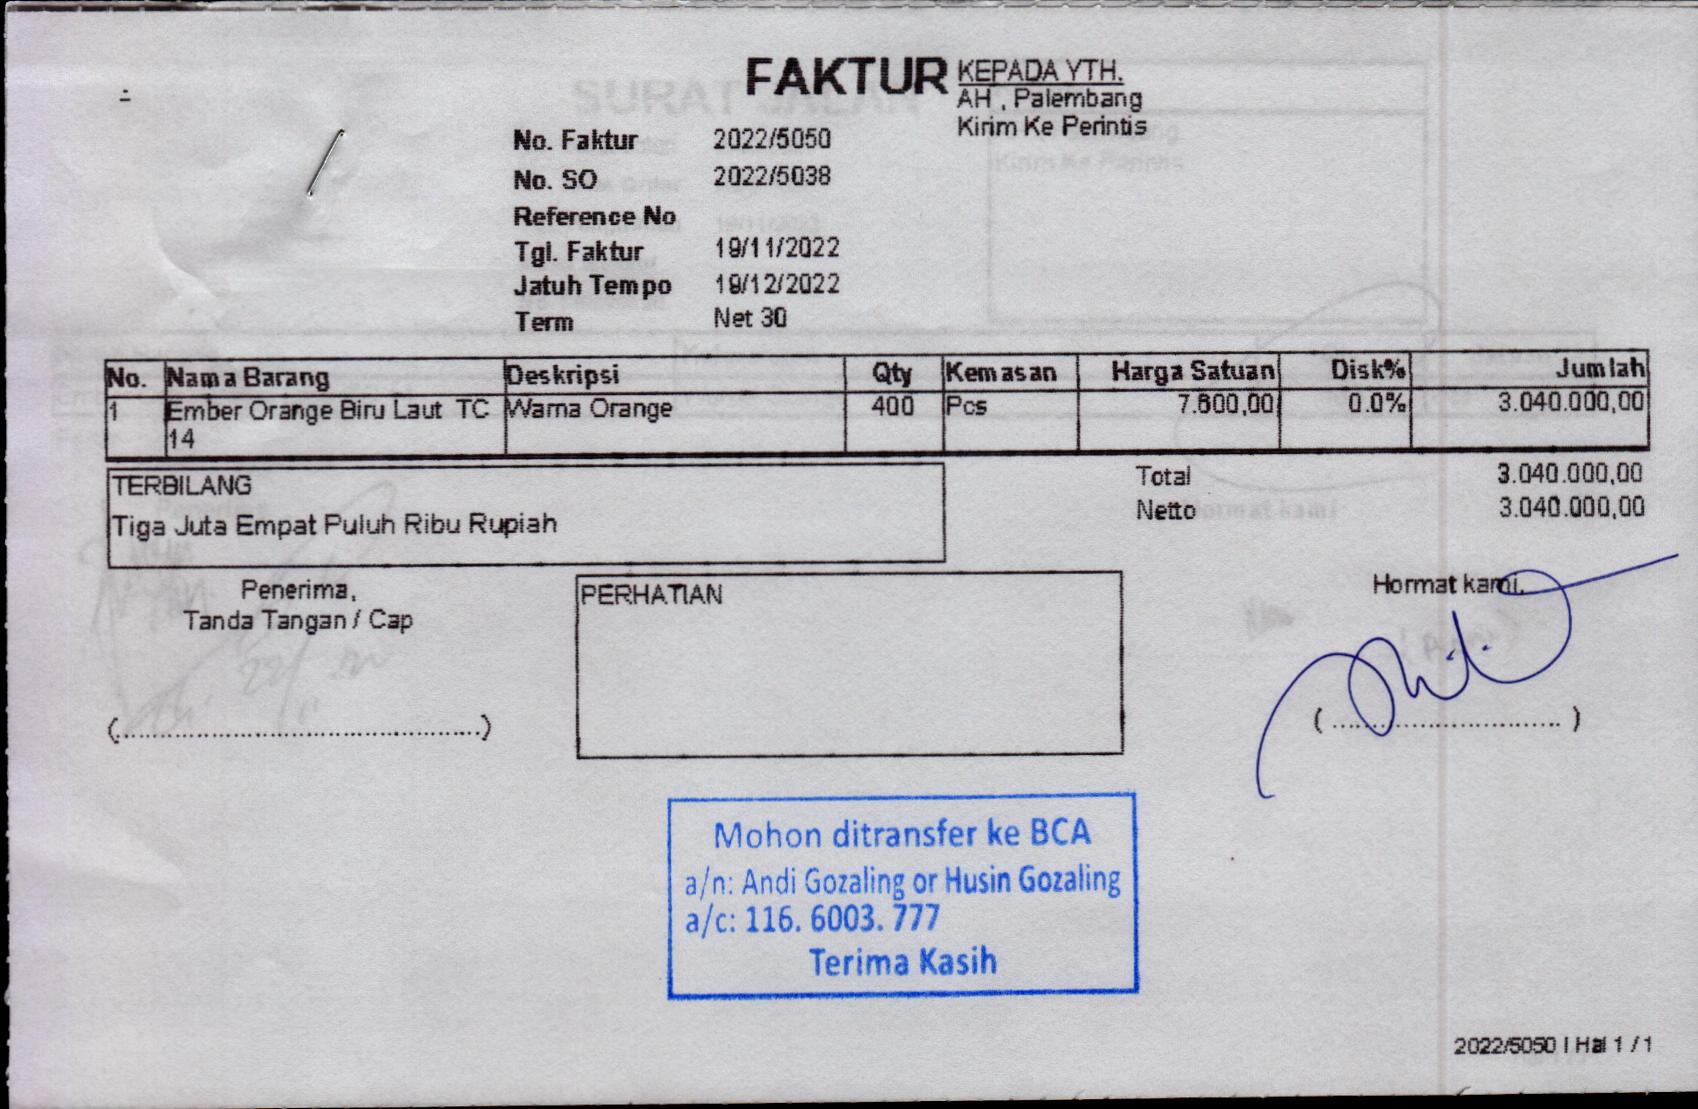 FAKTUR
KEPADA YTH.
AH , Palembang
Kirim Ke Perintis
No. Faktur 2022/5050
No. SO 2022/5038
Reference No
Tgl. Faktur 19/11/2022
Jatuh Tempo 19/12/2022
Term Net 30
No. Nama Barang Deskripsi Qty Kemasan Harga Satuan Disk% Jumlah
1 Ember Orange Biru Laut TC Warna Orange 400 Pcs 7.600,00 0.0% 3.040.000,00
14
TERBILANG
Tiga Juta Empat Puluh Ribu Rupiah
Total 3.040.000,00
Netto 3.040.000,00
Penerima,
Tanda Tangan / Cap
PERHATIAN
Hormat kami,
Mohon ditransfer ke BCA
a/n: Andi Gozaling or Husin Gozaling
a/c: 116. 6003. 777
Terima Kasih
2022/5050 | Hal 1 / 1